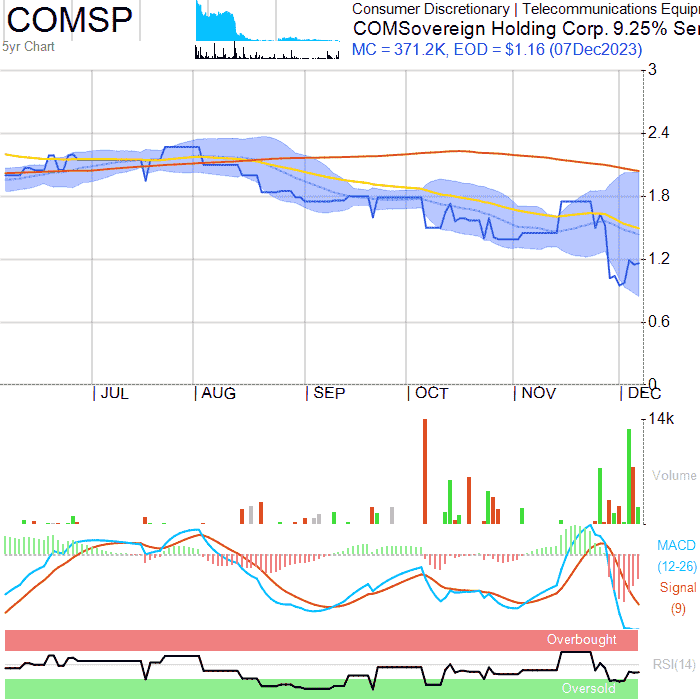 COMSP
5yr Chart
Consumer Discretionary | Telecommunications Equip
COMSovereign Holding Corp. 9.25% Ser
MC = 371.2K, EOD = $1.16 (07Dec2023)
3
2.4
1.8
1.2
0.6
0
JUL AUG SEP OCT NOV DEC
14k
Volume
MACD
(12-26)
Signal
(9)
Overbought
RSI(14)
Oversold